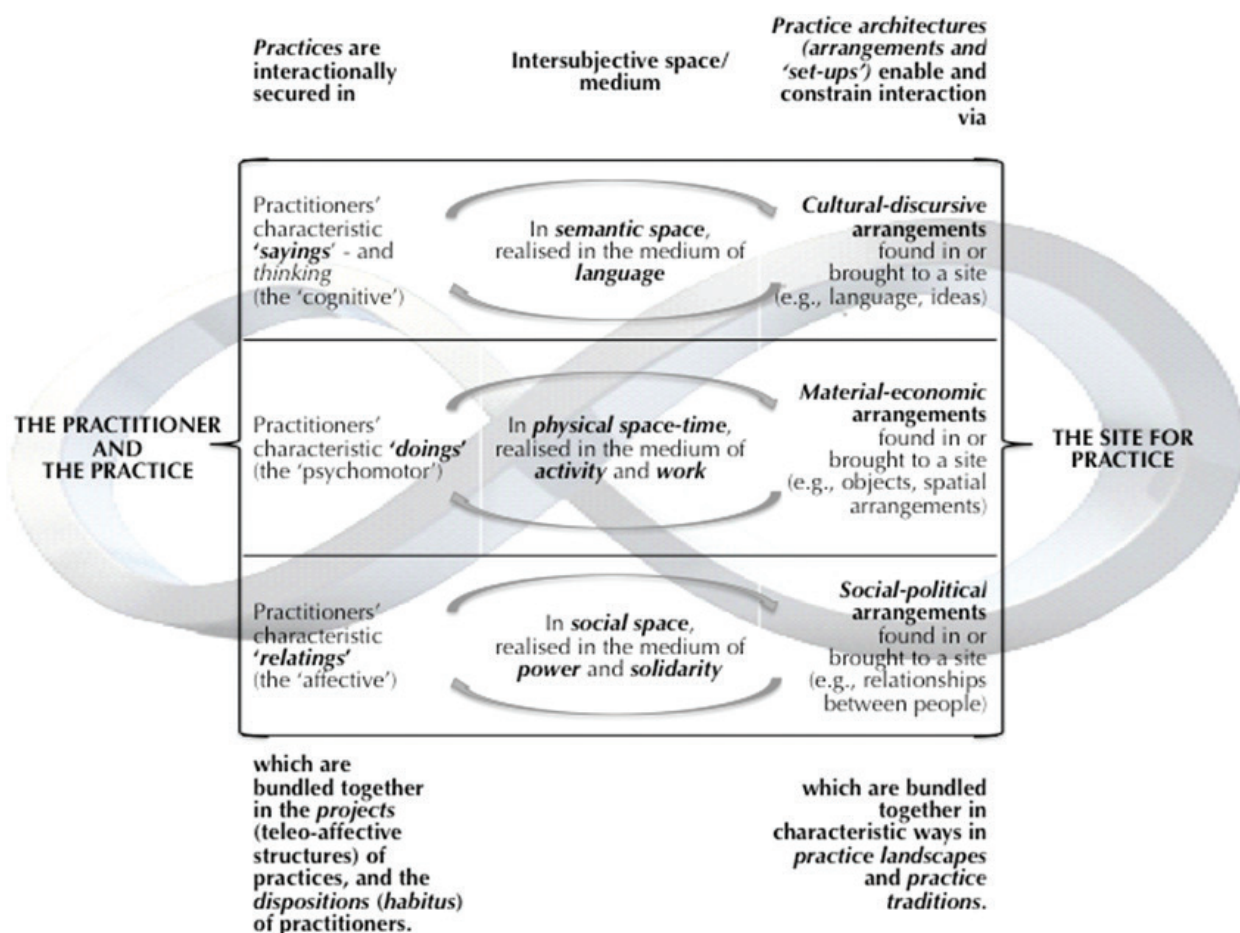 Practices are
interactionally
secured in
Intersubjective space/
medium
Practice architectures
(arrangements and
‘set-ups’) enable and
constrain interaction
via
THE PRACTITIONER
AND
THE PRACTICE
Practitioners’
characteristic
‘sayings’ - and
thinking
(the ‘cognitive’)
In semantic space,
realised in the medium of
language
Cultural-discursive
arrangements
found in or
brought to a site
(e.g., language, ideas)
Practitioners’
characteristic ‘doings’
(the ‘psychomotor’)
In physical space-time,
realised in the medium of
activity and work
Material-economic
arrangements
found in or
brought to a site
(e.g., objects, spatial
arrangements)
Practitioners’
characteristic
‘relatings’
(the ‘affective’)
In social space,
realised in the medium of
power and solidarity
Social-political
arrangements
found in or
brought to a site
(e.g., relationships
between people)
THE SITE FOR
PRACTICE
which are
bundled together
in the projects
(teleo-affective
structures) of
practices, and the
dispositions (habitus)
of practitioners.
which are bundled
together in
characteristic ways in
practice landscapes
and practice
traditions.